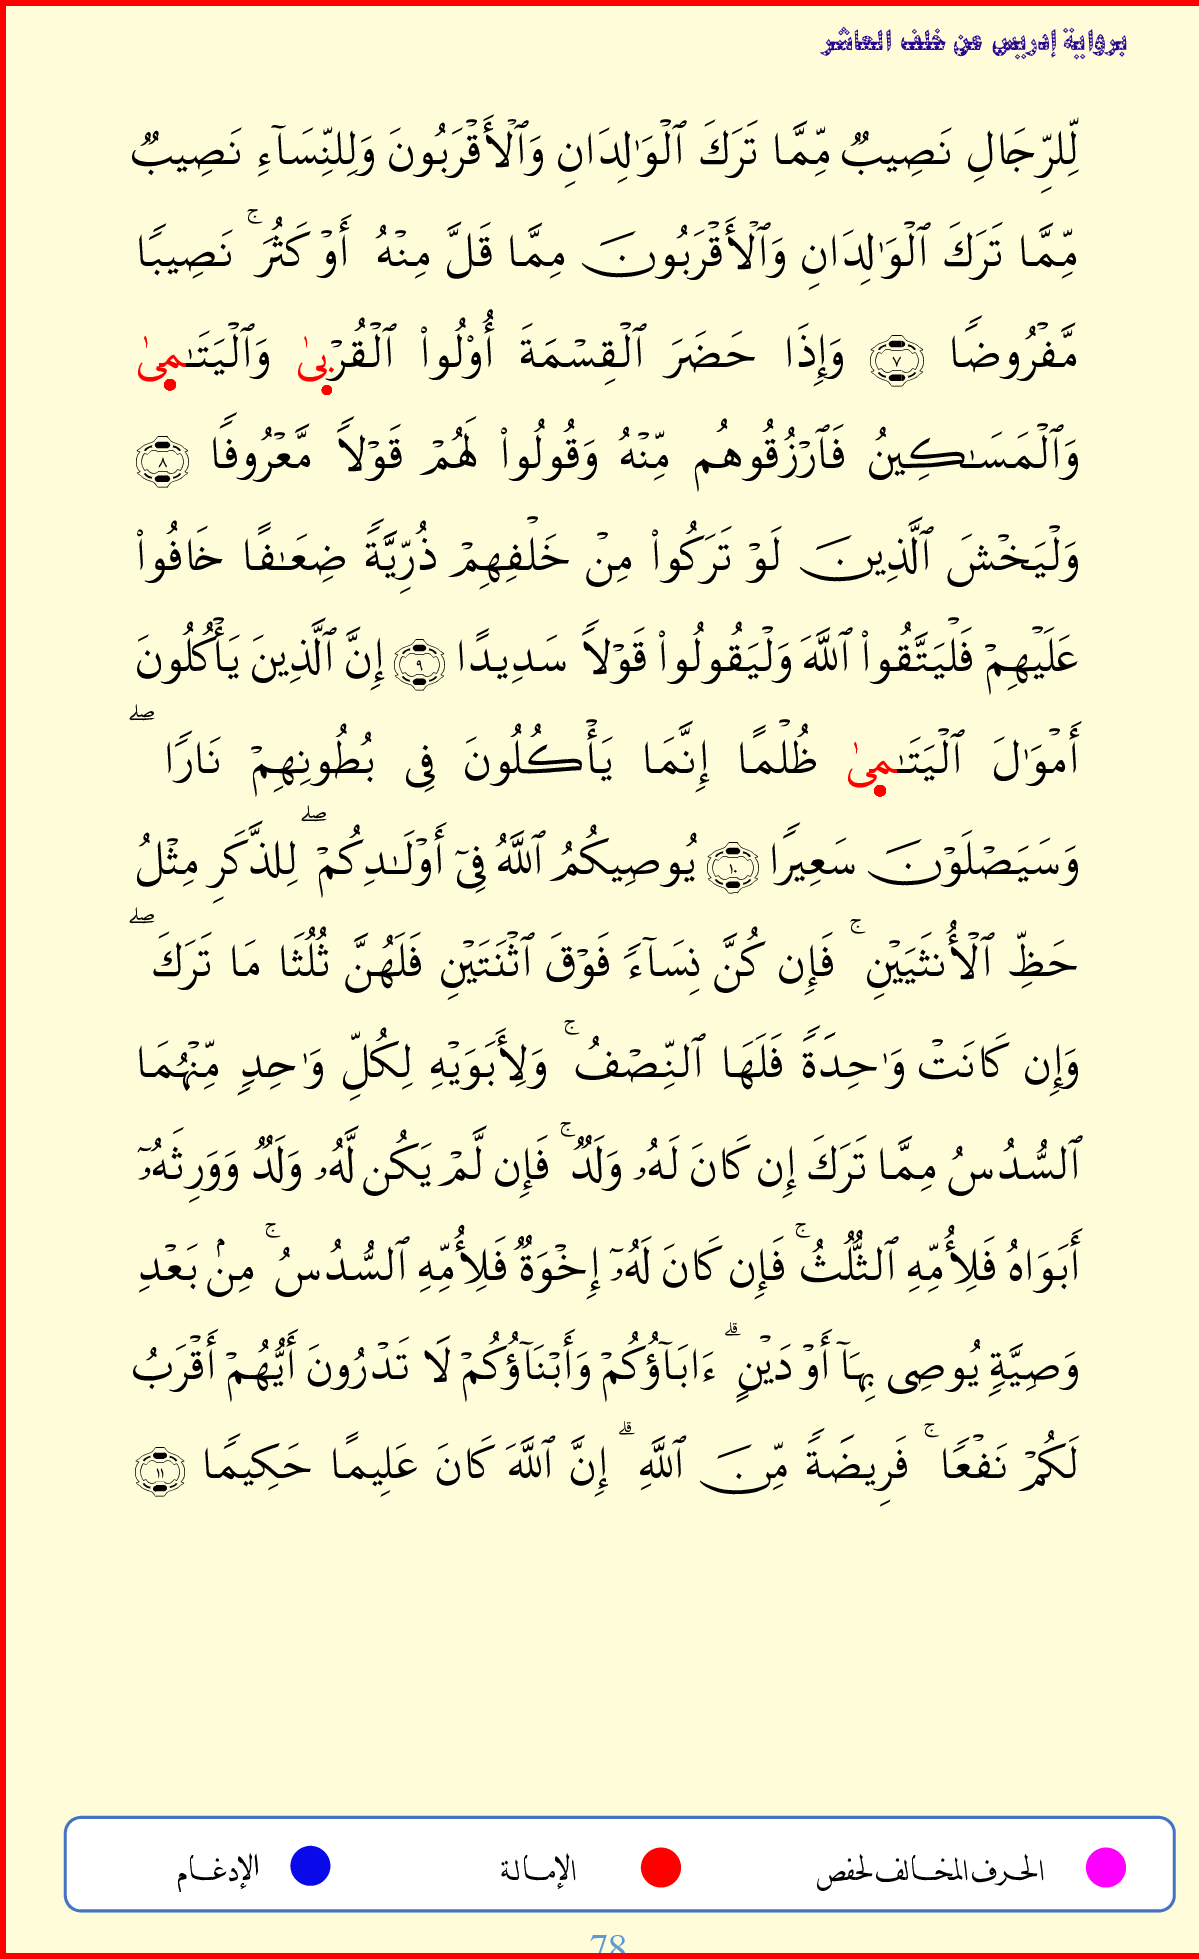 برواية إدريس عن خلف العاشر
لِّلرِّجَالِ نَصِيبٌ مِّمَّا تَرَكَ ٱلْوَٰلِدَانِ وَٱلْأَقْرَبُونَ وَلِلنِّسَآءِ نَصِيبٌ
مِّمَّا تَرَكَ ٱلْوَٰلِدَانِ وَٱلْأَقْرَبُونَ مِمَّا قَلَّ مِنْهُ أَوْ كَثُرَ ۚ نَصِيبًا
مَّفْرُوضًا ٧ وَإِذَا حَضَرَ ٱلْقِسْمَةَ أُو۟لُوا۟ ٱلْقُرْبىٰ وَٱلْيَتَـٰمىٰ
وَٱلْمَسَـٰكِينُ فَٱرْزُقُوهُم مِّنْهُ وَقُولُوا۟ لَهُمْ قَوْلًا مَّعْرُوفًا ٨
وَلْيَخْشَ ٱلَّذِينَ لَوْ تَرَكُوا۟ مِنْ خَلْفِهِمْ ذُرِّيَّةً ضِعَـٰفًا خَافُوا۟
عَلَيْهِمْ فَلْيَتَّقُوا۟ ٱللَّهَ وَلْيَقُولُوا۟ قَوْلًا سَدِيدًا ٩ إِنَّ ٱلَّذِينَ يَأْكُلُونَ
أَمْوَٰلَ ٱلْيَتَـٰمىٰ ظُلْمًا إِنَّمَا يَأْكُلُونَ فِى بُطُونِهِمْ نَارًا ۖ
وَسَيَصْلَوْنَ سَعِيرًا ١٠ يُوصِيكُمُ ٱللَّهُ فِىٓ أَوْلَـٰدِكُمْ ۖ لِلذَّكَرِ مِثْلُ
حَظِّ ٱلْأُنثَيَيْنِ ۚ فَإِن كُنَّ نِسَآءً فَوْقَ ٱثْنَتَيْنِ فَلَهُنَّ ثُلُثَا مَا تَرَكَ ۖ
وَإِن كَانَتْ وَٰحِدَةً فَلَهَا ٱلنِّصْفُ ۚ وَلِأَبَوَيْهِ لِكُلِّ وَٰحِدٍ مِّنْهُمَا
ٱلسُّدُسُ مِمَّا تَرَكَ إِن كَانَ لَهُۥ وَلَدٌ ۚ فَإِن لَّمْ يَكُن لَّهُۥ وَلَدٌ وَوَرِثَهُۥٓ
أَبَوَاهُ فَلِأُمِّهِ ٱلثُّلُثُ ۚ فَإِن كَانَ لَهُۥٓ إِخْوَةٌ فَلِأُمِّهِ ٱلسُّدُسُ ۚ مِنۢ بَعْدِ
وَصِيَّةٍ يُوصِى بِهَآ أَوْ دَيْنٍ ۗ ءَابَآؤُكُمْ وَأَبْنَآؤُكُمْ لَا تَدْرُونَ أَيُّهُمْ أَقْرَبُ
لَكُمْ نَفْعًا ۚ فَرِيضَةً مِّنَ ٱللَّهِ ۗ إِنَّ ٱللَّهَ كَانَ عَلِيمًا حَكِيمًا ١١
الحرف المخالف لحفص الإمالة الإدغام
78